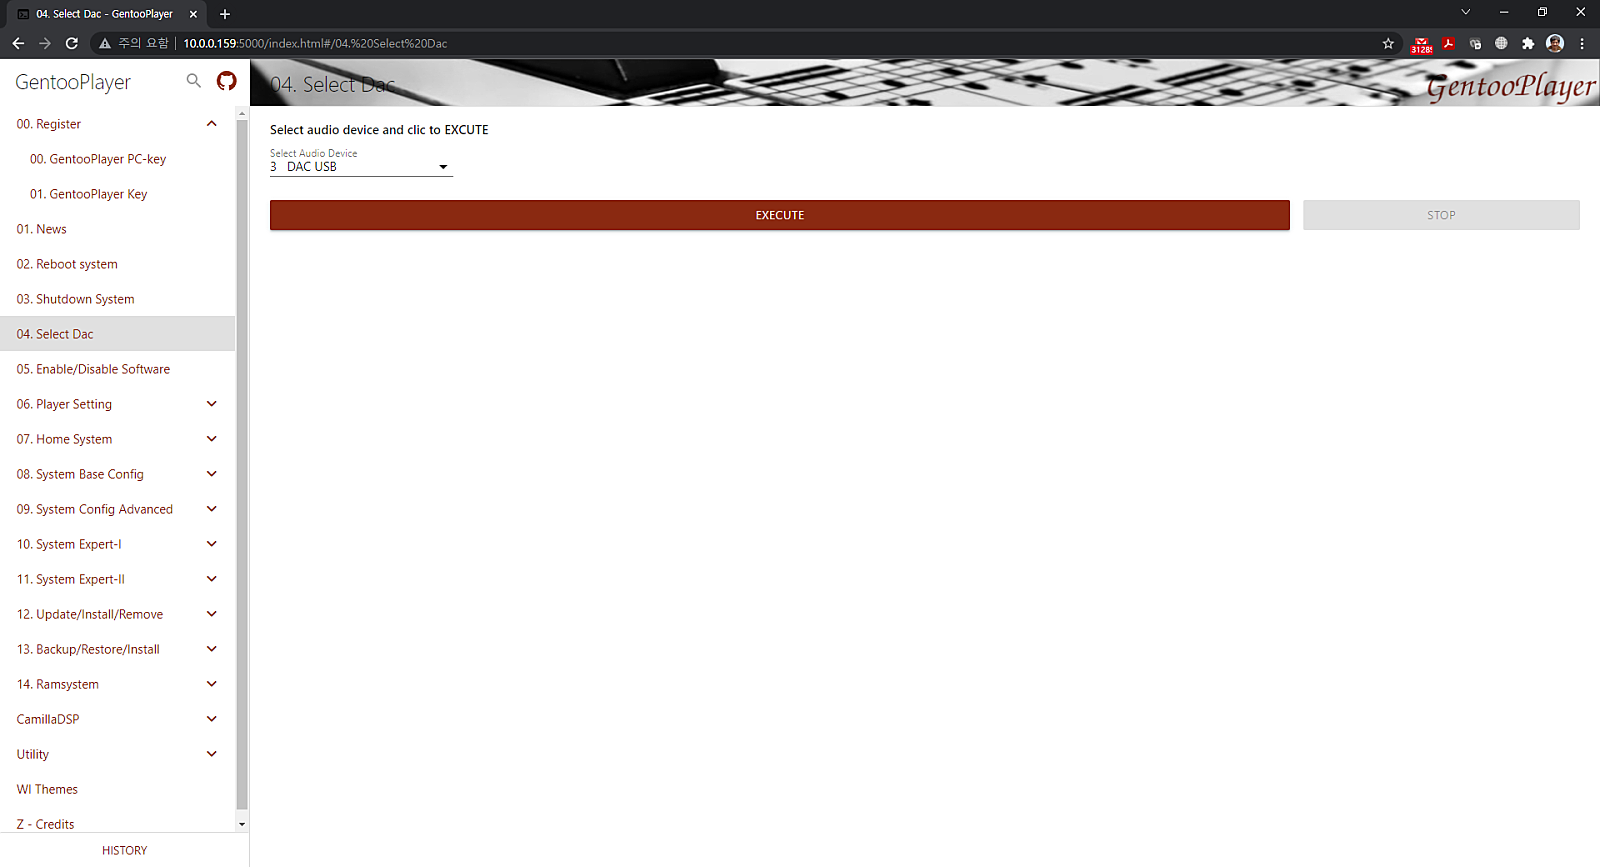 04. Select Dac - GentooPlayer
주의 요함 10.0.0.159:5000/index.html#/04.%20Select%20Dac
GentooPlayer
00. Register
00. GentooPlayer PC-key
01. GentooPlayer Key
01. News
02. Reboot system
03. Shutdown System
04. Select Dac
05. Enable/Disable Software
06. Player Setting
07. Home System
08. System Base Config
09. System Config Advanced
10. System Expert-I
11. System Expert-II
12. Update/Install/Remove
13. Backup/Restore/Install
14. Ramsystem
CamillaDSP
Utility
WI Themes
Z - Credits
HISTORY
04. Select Dac
GentooPlayer
Select audio device and clic to EXCUTE
Select Audio Device
3 DAC USB
EXECUTE
STOP